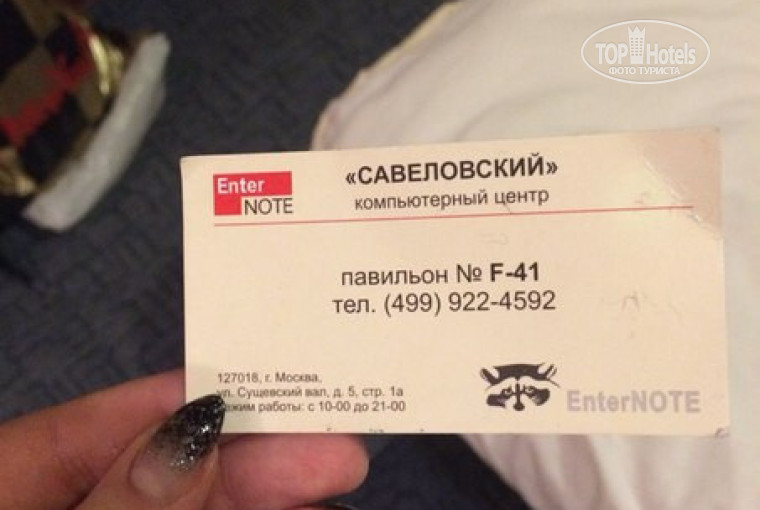 TOP Hotels
ФОТО ТУРИСТА
Enter
NOTE
«САВЕЛОВСКИЙ»
компьютерный центр
павильон № F-41
тел. (499) 922-4592
127018, г. Москва,
ул. Сущевский вал, д. 5, стр. 1а
режим работы: с 10-00 до 21-00
EnterNOTE